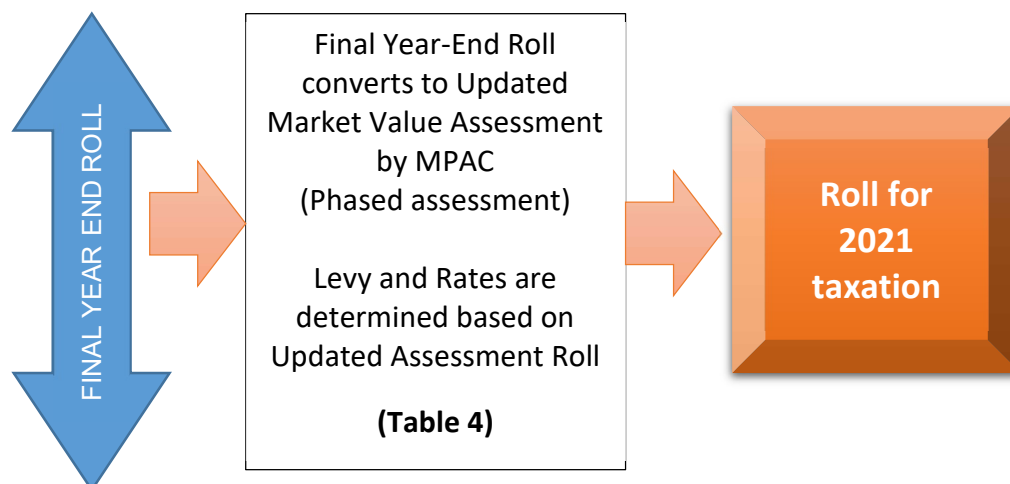 FINAL YEAR END ROLL
Final Year-End Roll
converts to Updated
Market Value Assessment
by MPAC
(Phased assessment)
Levy and Rates are
determined based on
Updated Assessment Roll
(Table 4)
Roll for
2021
taxation